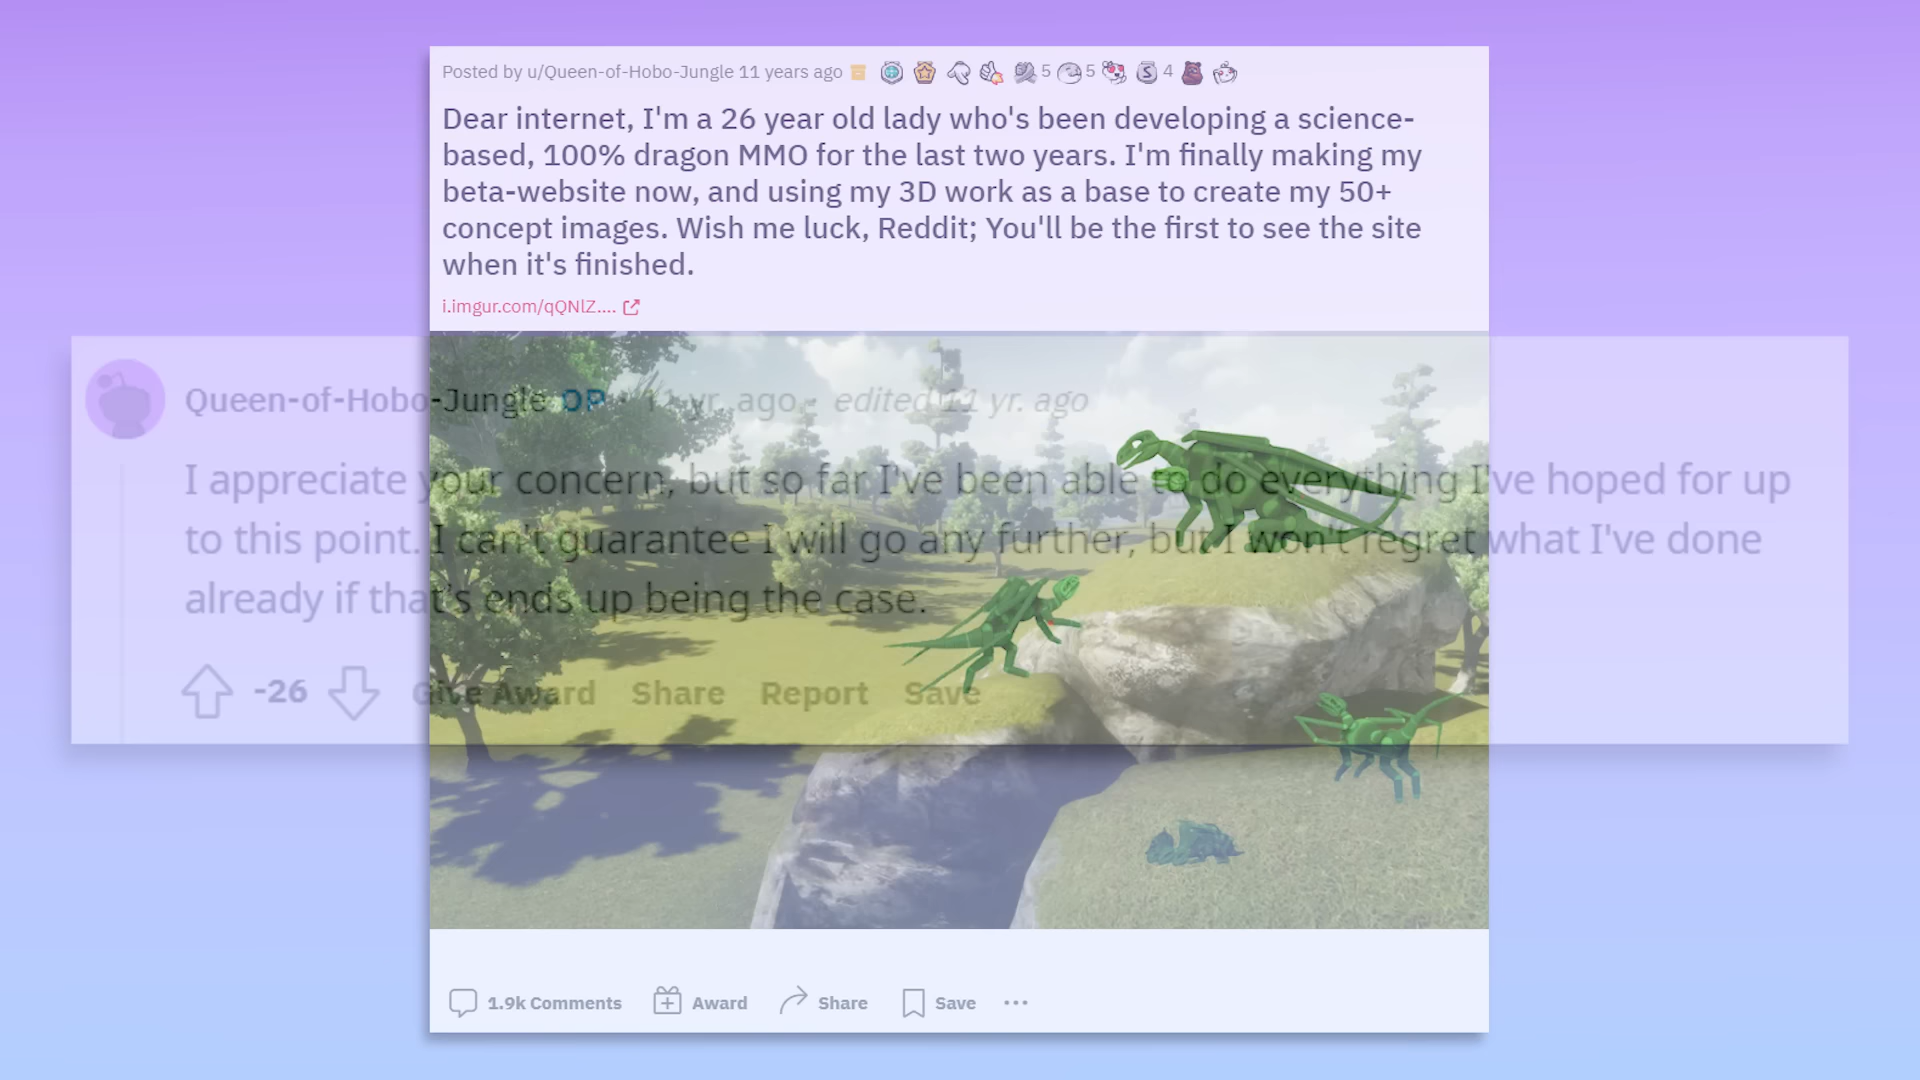 Posted by u/Queen-of-Hobo-Jungle 11 years ago 5 5 4
Dear internet, I'm a 26 year old lady who's been developing a science-
based, 100% dragon MMO for the last two years. I'm finally making my
beta-website now, and using my 3D work as a base to create my 50+
concept images. Wish me luck, Reddit; You'll be the first to see the site
when it's finished.
i.imgur.com/qQNlZ....
Queen-of-Hobo-Jungle OP · 11 yr. ago · edited 11 yr. ago
I appreciate your concern, but so far I've been able to do everything I've hoped for up
to this point. I can't guarantee I will go any further, but I won't regret what I've done
already if that's ends up being the case.
-26 Give Award Share Report Save
1.9k Comments Award Share Save